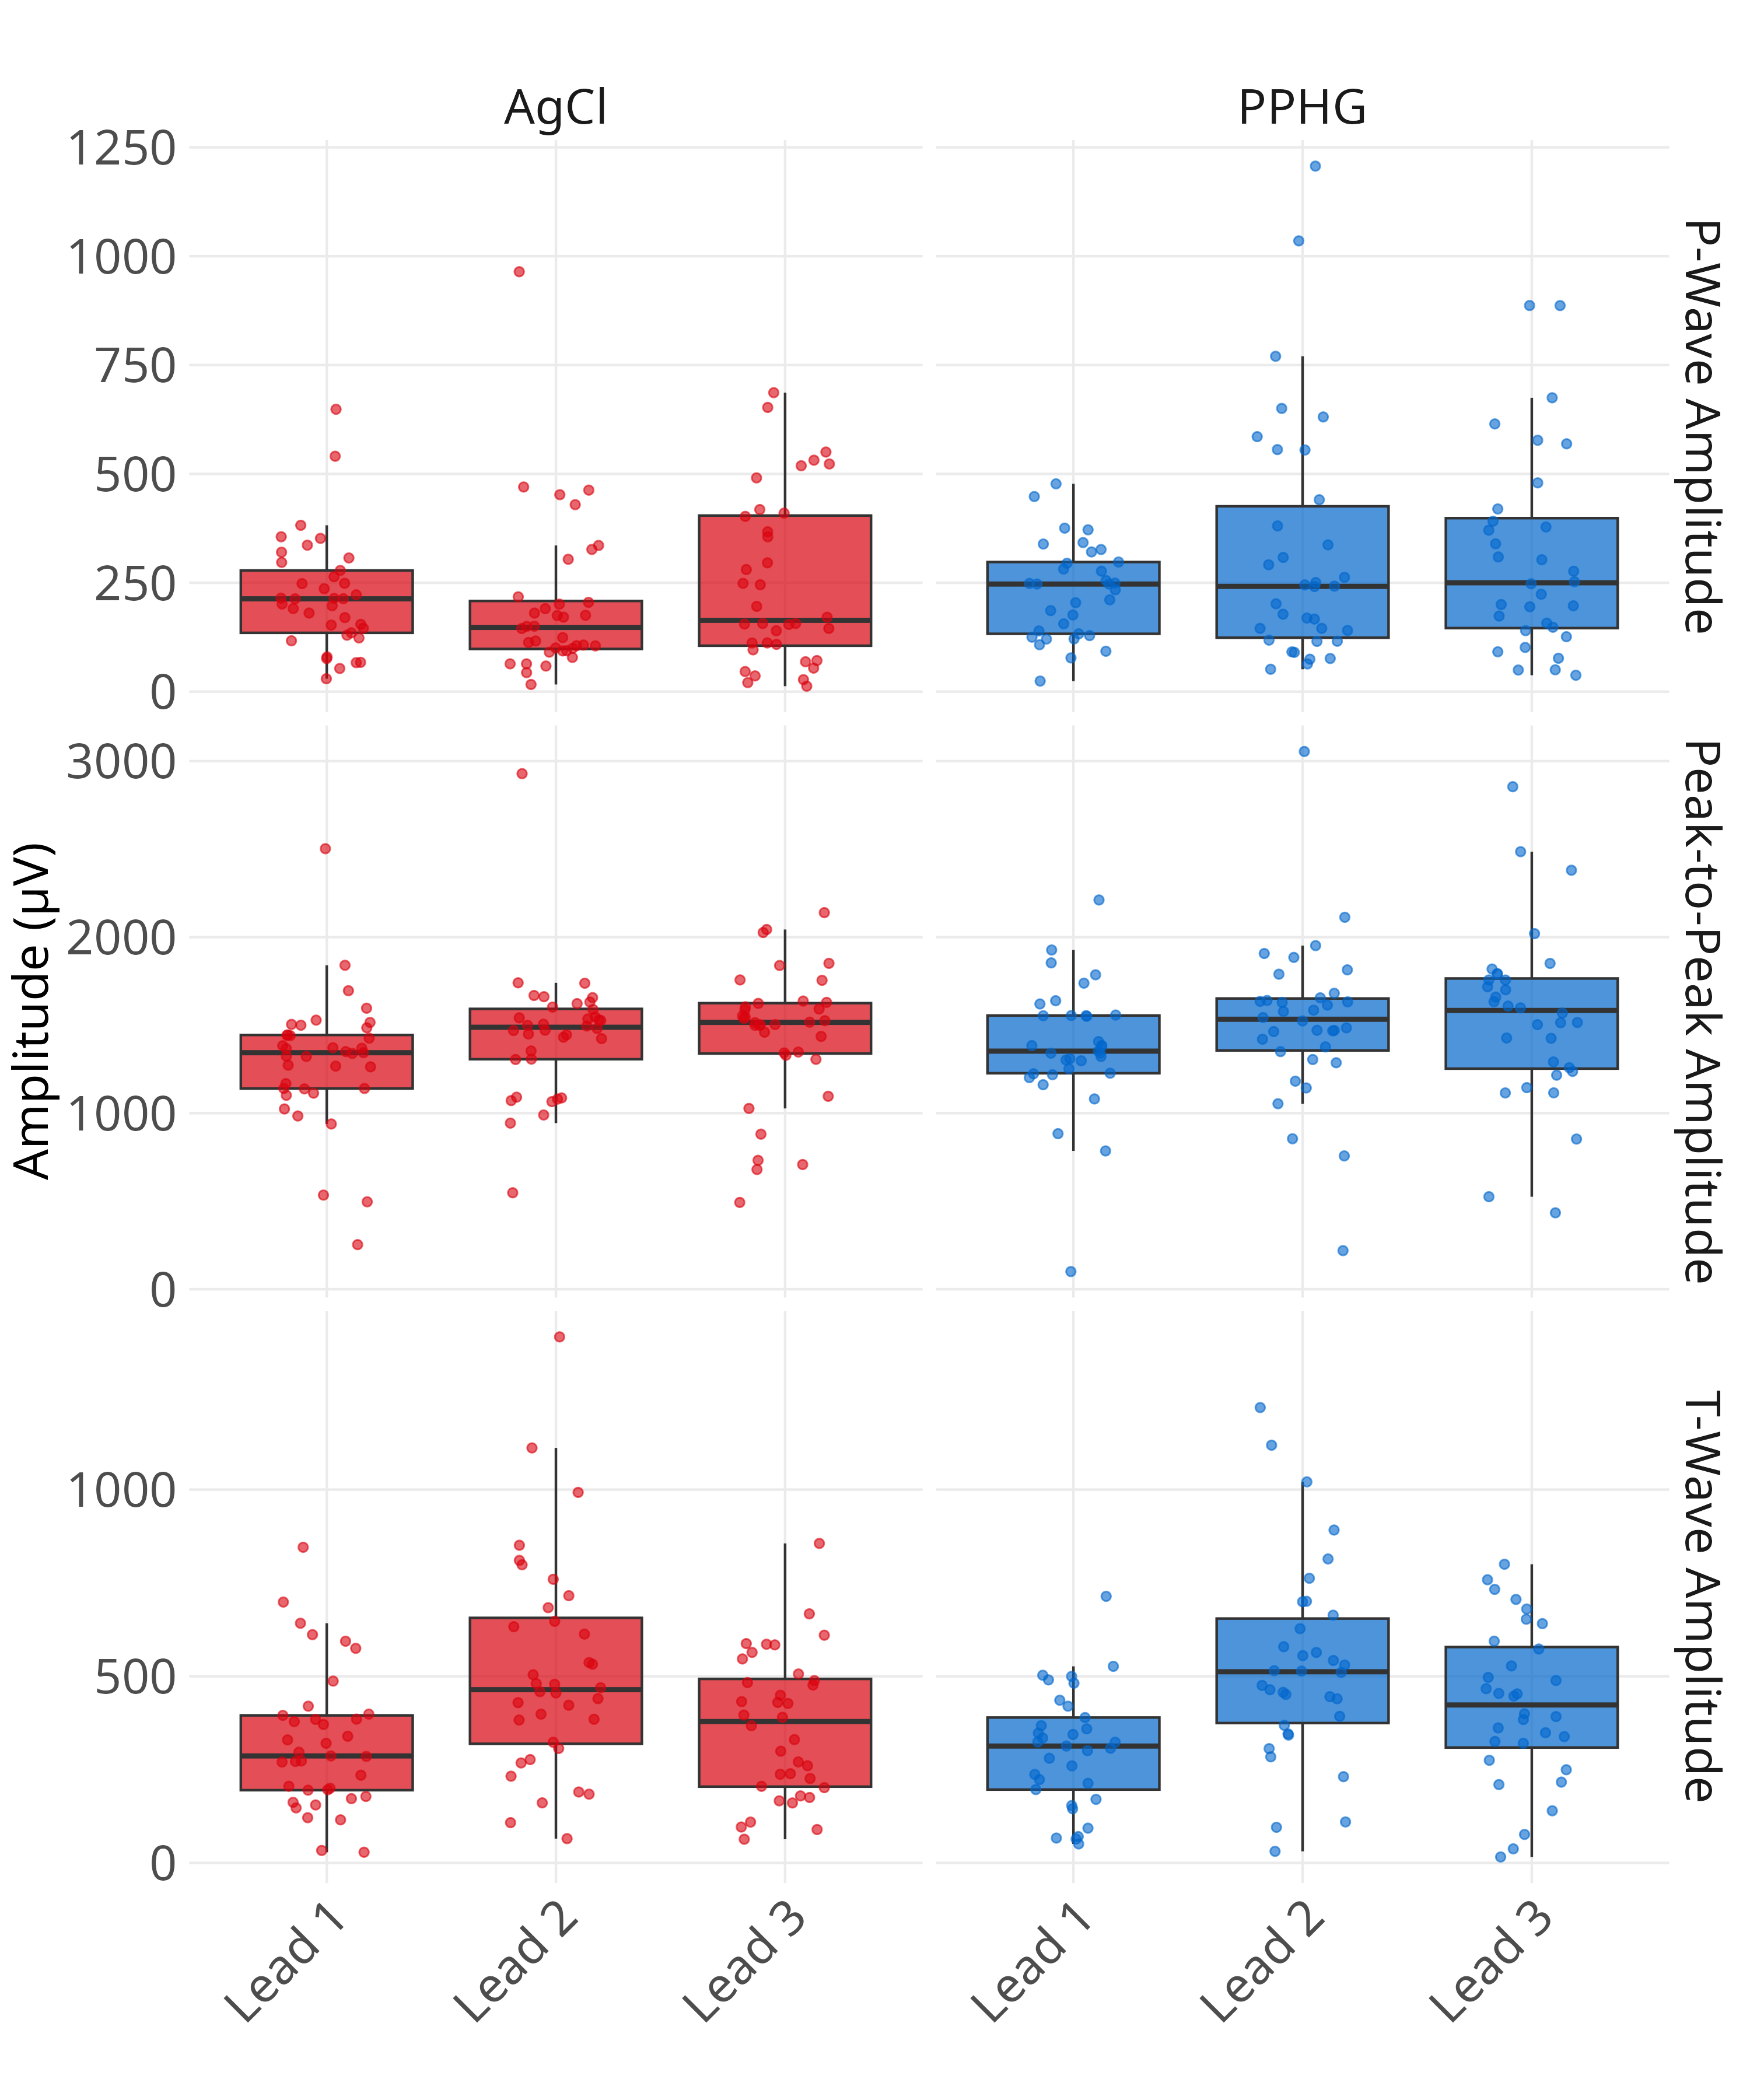 AgCl
PPHG
1250
1000
750
500
250
0
P-Wave Amplitude
3000
2000
1000
0
Peak-to-Peak Amplitude
Amplitude (µV)
1000
500
0
T-Wave Amplitude
Lead 1
Lead 2
Lead 3
Lead 1
Lead 2
Lead 3